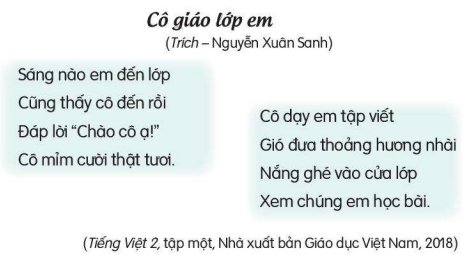 Cô giáo lớp em
(Trích – Nguyễn Xuân Sanh)
Sáng nào em đến lớp
Cũng thấy cô đến rồi
Đáp lời “Chào cô ạ!”
Cô mỉm cười thật tươi.
Cô dạy em tập viết
Gió đưa thoảng hương nhài
Nắng ghé vào cửa lớp
Xem chúng em học bài.
(Tiếng Việt 2, tập một, Nhà xuất bản Giáo dục Việt Nam, 2018)